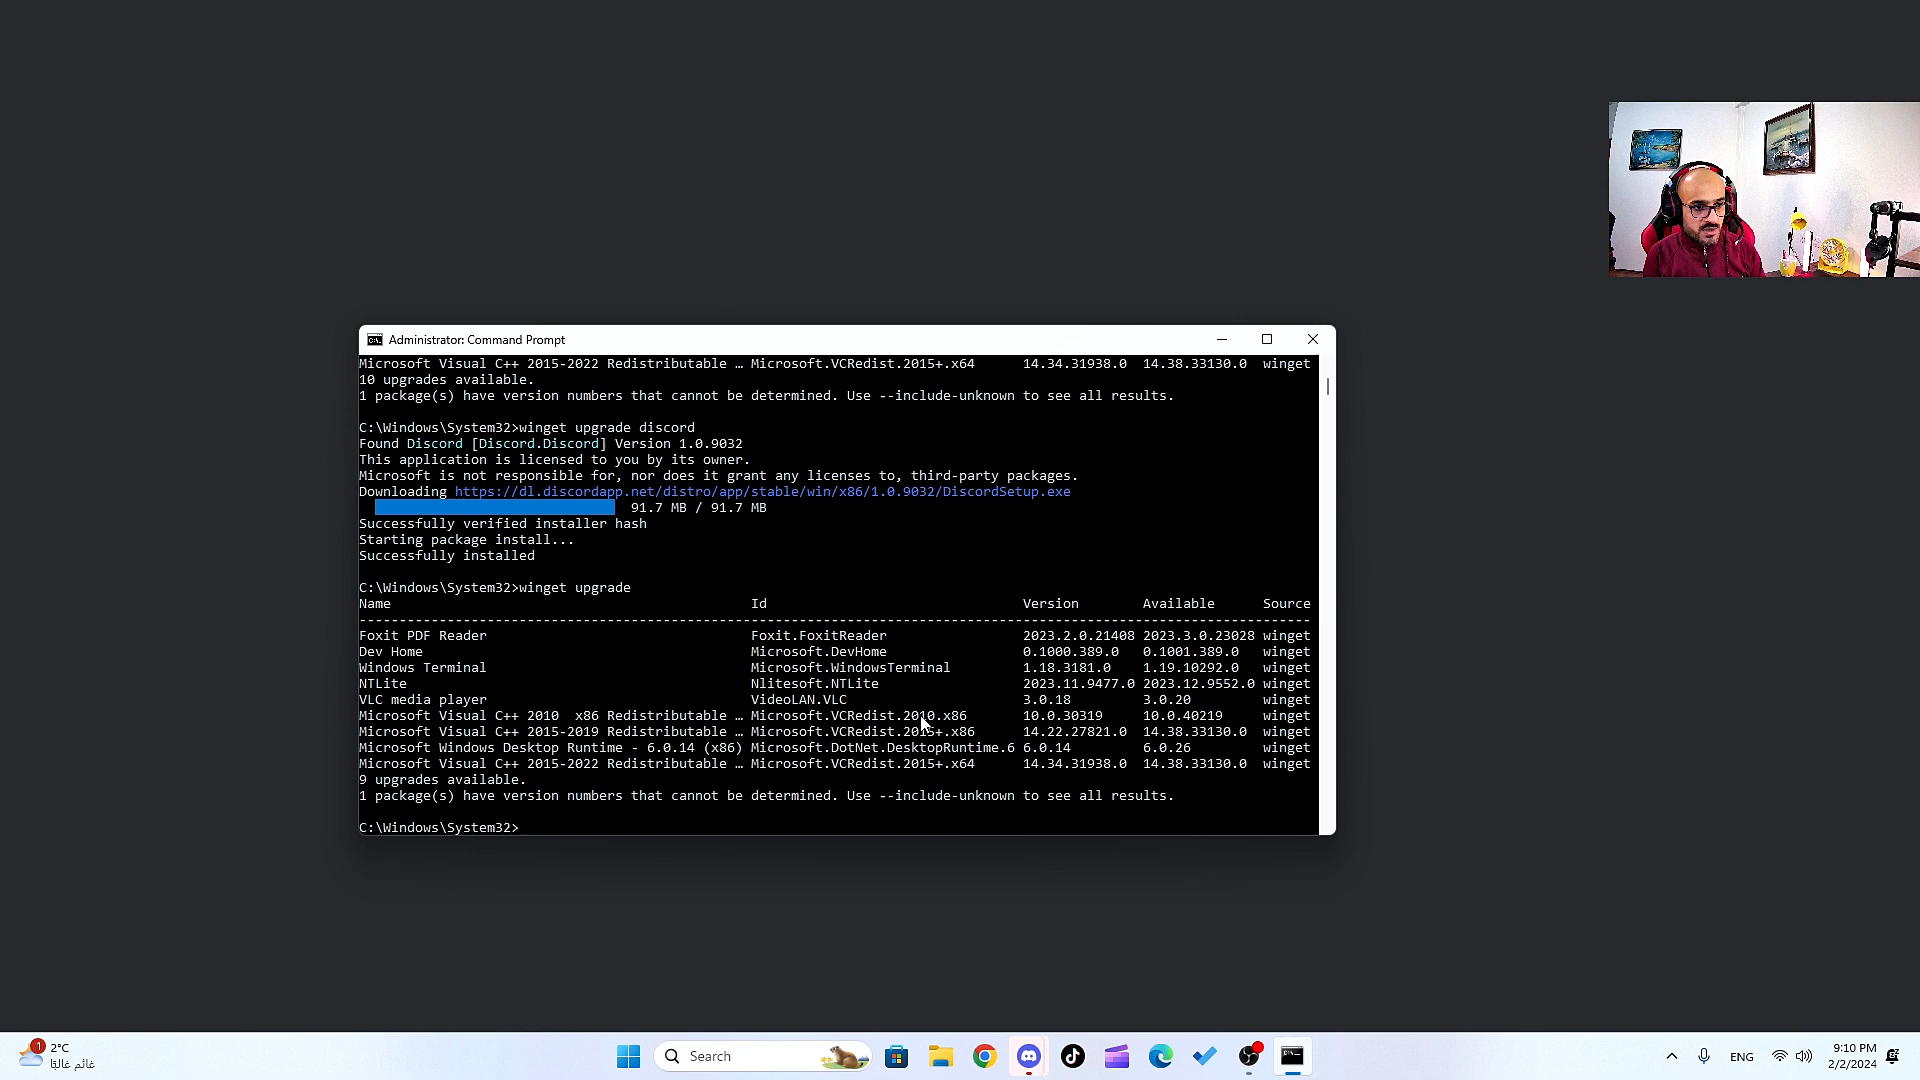 Administrator: Command Prompt
Microsoft Visual C++ 2015-2022 Redistributable … Microsoft.VCRedist.2015+.x64 14.34.31938.0 14.38.33130.0 winget
10 upgrades available.
1 package(s) have version numbers that cannot be determined. Use --include-unknown to see all results.
C:\Windows\System32>winget upgrade discord
Found Discord [Discord.Discord] Version 1.0.9032
This application is licensed to you by its owner.
Microsoft is not responsible for, nor does it grant any licenses to, third-party packages.
Downloading https://dl.discordapp.net/distro/app/stable/win/x86/1.0.9032/DiscordSetup.exe
91.7 MB / 91.7 MB
Successfully verified installer hash
Starting package install...
Successfully installed
C:\Windows\System32>winget upgrade
Name Id Version Available Source
Foxit PDF Reader Foxit.FoxitReader 2023.2.0.21408 2023.3.0.23028 winget
Dev Home Microsoft.DevHome 0.1000.389.0 0.1001.389.0 winget
Windows Terminal Microsoft.WindowsTerminal 1.18.3181.0 1.19.10292.0 winget
NTLite Nlitesoft.NTLite 2023.11.9477.0 2023.12.9552.0 winget
VLC media player VideoLAN.VLC 3.0.18 3.0.20 winget
Microsoft Visual C++ 2010  x86 Redistributable … Microsoft.VCRedist.2010.x86 10.0.30319 10.0.40219 winget
Microsoft Visual C++ 2015-2019 Redistributable … Microsoft.VCRedist.2015+.x86 14.22.27821.0 14.38.33130.0 winget
Microsoft Windows Desktop Runtime - 6.0.14 (x86) Microsoft.DotNet.DesktopRuntime.6 6.0.14 6.0.26 winget
Microsoft Visual C++ 2015-2022 Redistributable … Microsoft.VCRedist.2015+.x64 14.34.31938.0 14.38.33130.0 winget
9 upgrades available.
1 package(s) have version numbers that cannot be determined. Use --include-unknown to see all results.
C:\Windows\System32>
1
2°C
غائم غالبًا
Search
ENG
9:10 PM
2/2/2024